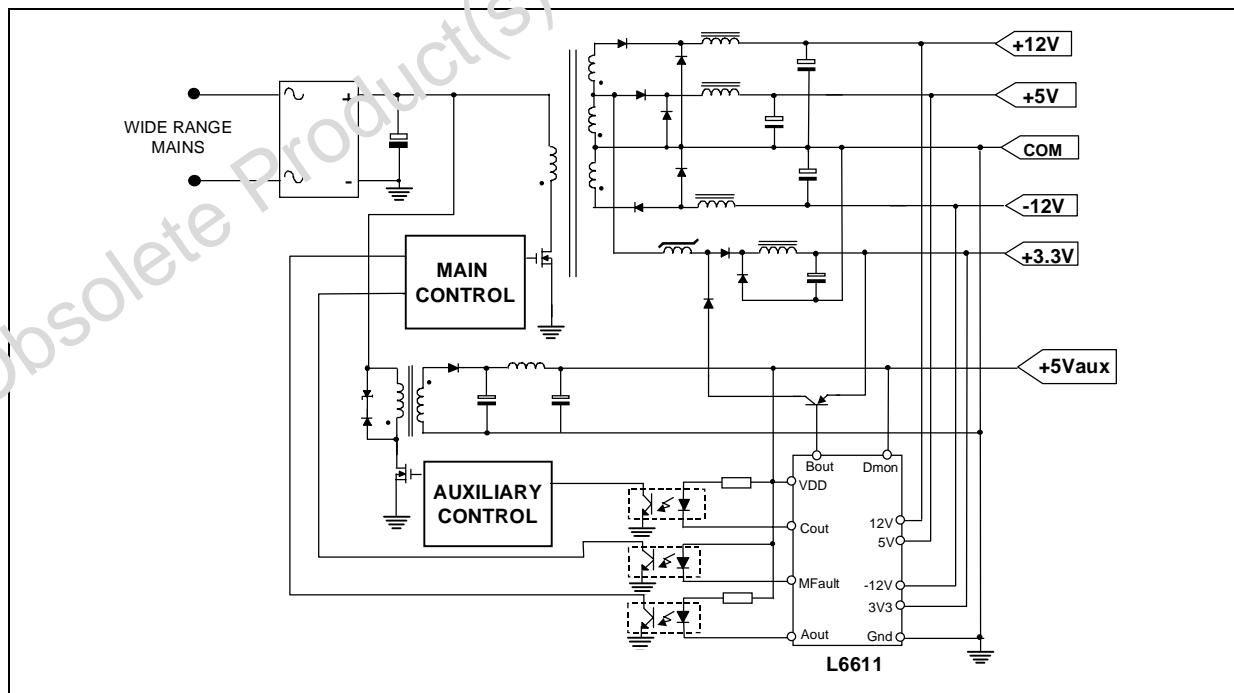 Obsolete Product(s)
+12V
+5V
WIDE RANGE
MAINS
+
-
COM
-12V
+3.3V
MAIN
CONTROL
+5Vaux
AUXILIARY
CONTROL
Bout
Dmon
VDD
Cout
MFault
Aout
12V
5V
-12V
3V3
Gnd
L6611